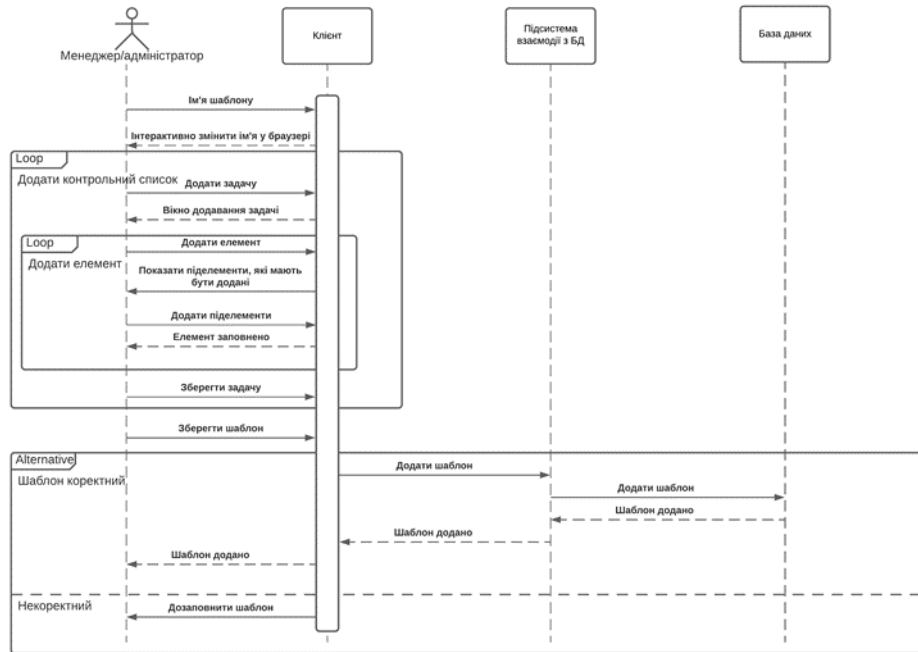 Менеджер/адміністратор
Клієнт
Підсистема
взаємодії з БД
База даних
Ім'я шаблону
Інтерактивно змінити ім'я у браузері
Loop
Додати контрольний список
Додати задачу
Вікно додавання задачі
Loop
Додати елемент
Додати елемент
Показати піделементи, які мають
бути додані
Додати піделементи
Елемент заповнено
Зберегти задачу
Зберегти шаблон
Alternative
Шаблон коректний
Додати шаблон
Додати шаблон
Шаблон додано
Шаблон додано
Шаблон додано
Некоректний
Дозаповнити шаблон